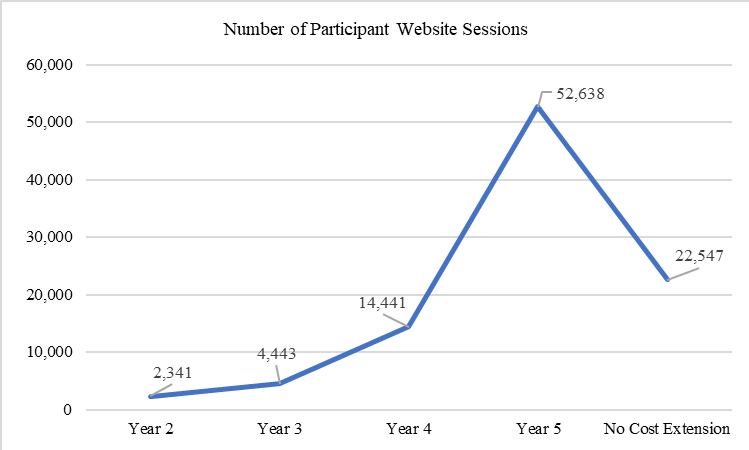 Number of Participant Website Sessions
60,000
50,000
40,000
30,000
20,000
10,000
0
2,341
4,443
14,441
52,638
22,547
Year 2
Year 3
Year 4
Year 5
No Cost Extension